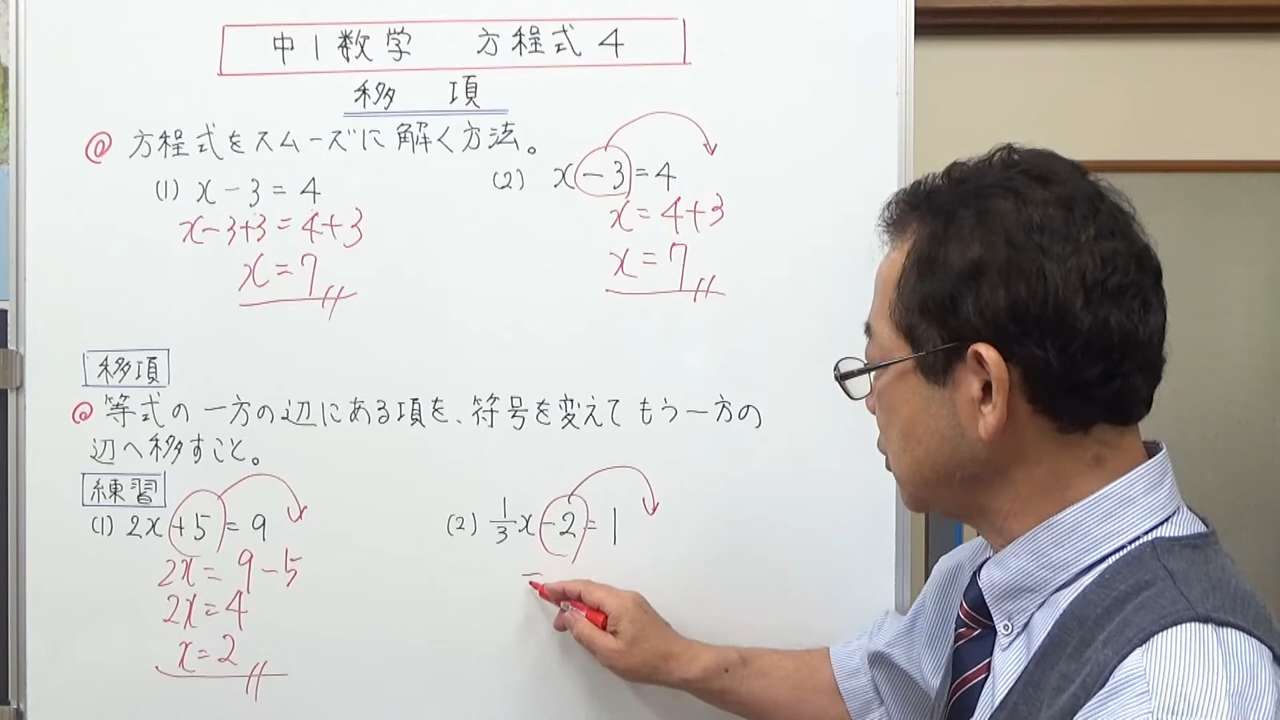 中1数学 方程式4
移項
@ 方程式をスムーズに解く方法。
(1) x-3=4
x-3+3=4+3
x=7
(2) x-3=4
x=4+3
x=7
移項
@ 等式の一方の辺にある項を、符号を変えてもう一方の
辺へ移すこと。
練習
(1) 2x+5=9
2x=9-5
2x=4
x=2
(2) 1/3x-2=1